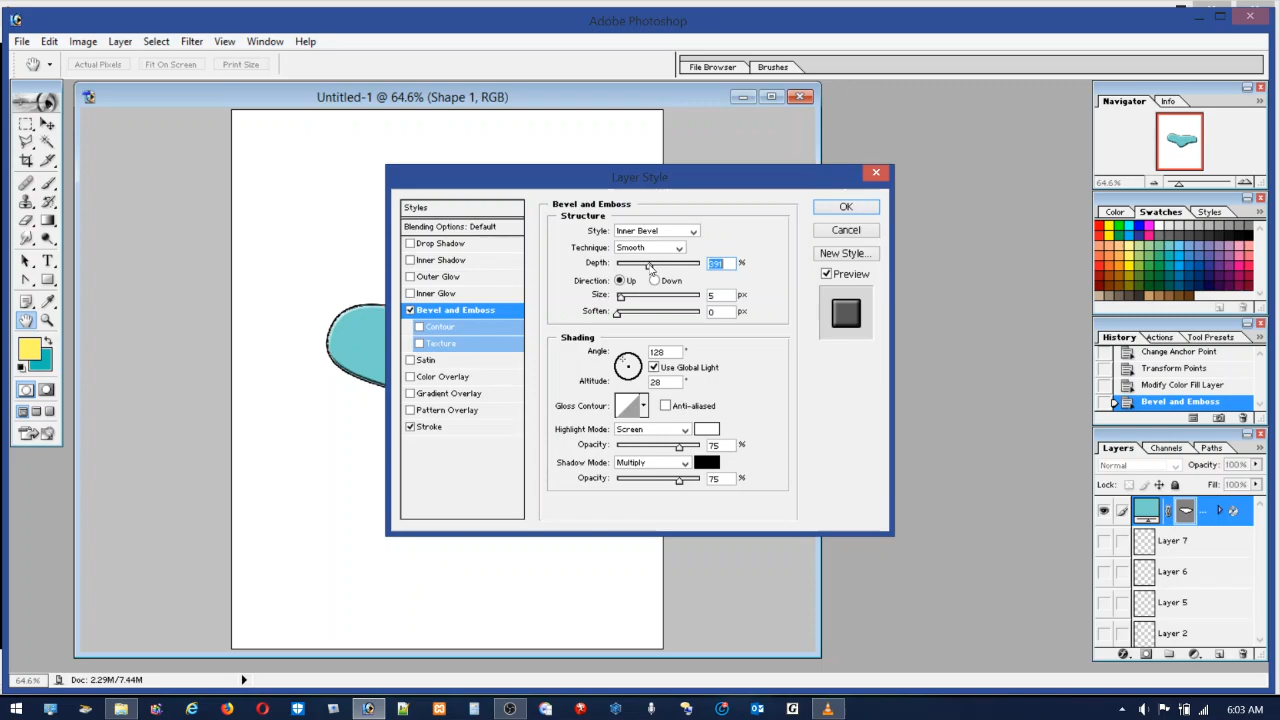 Adobe Photoshop
File Edit Image Layer Select Filter View Window Help
Actual Pixels Fit On Screen Print Size File Browser Brushes
Untitled-1 @ 64.6% (Shape 1, RGB)
Layer Style
Styles
Blending Options: Default
Drop Shadow
Inner Shadow
Outer Glow
Inner Glow
Bevel and Emboss
Contour
Texture
Satin
Color Overlay
Gradient Overlay
Pattern Overlay
Stroke
Bevel and Emboss
Structure
Style: Inner Bevel
Technique: Smooth
Depth: 391 %
Direction: Up Down
Size: 5 px
Soften: 0 px
Shading
Angle: 128 °
Use Global Light
Altitude: 28 °
Gloss Contour: Anti-aliased
Highlight Mode: Screen
Opacity: 75 %
Shadow Mode: Multiply
Opacity: 75 %
OK
Cancel
New Style...
Preview
Navigator Info
64.6%
Color Swatches Styles
History Actions Tool Presets
Change Anchor Point
Transform Points
Modify Color Fill Layer
Bevel and Emboss
Layers Channels Paths
Normal Opacity: 100%
Lock: Fill: 100%
...
Layer 7
Layer 6
Layer 5
Layer 2
64.6% Doc: 2.29M/7.44M
6:03 AM